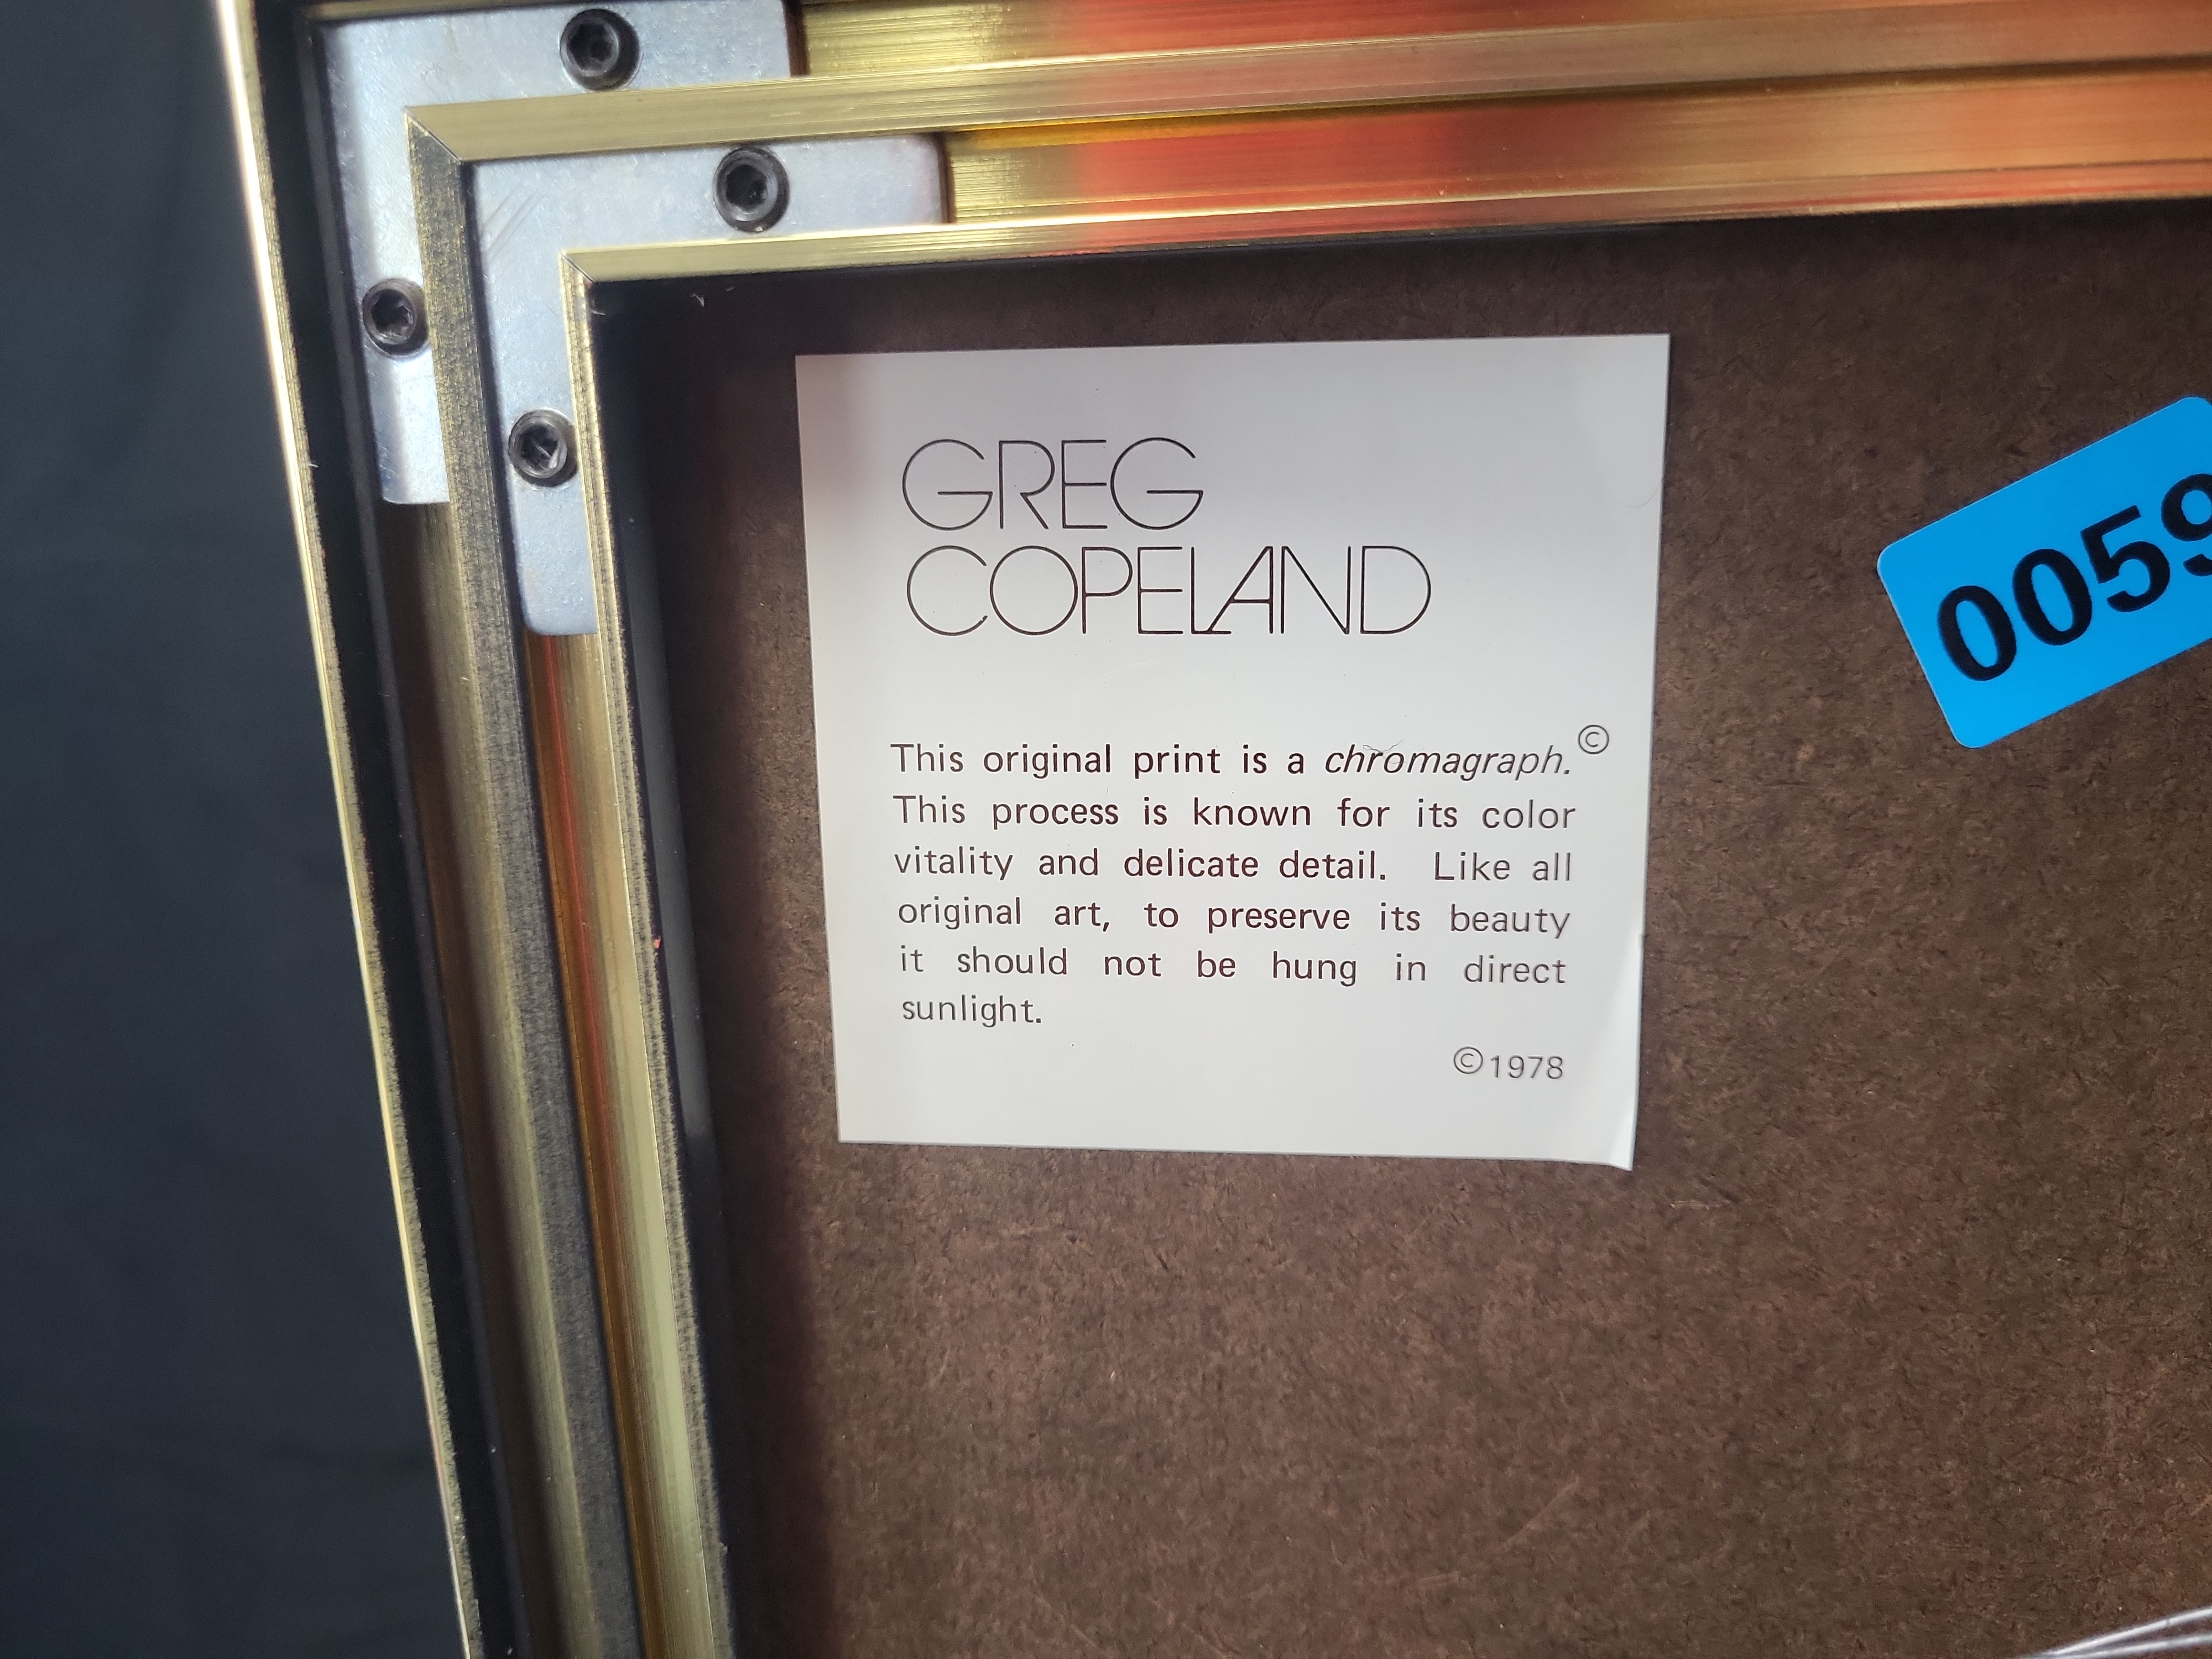 GREG
COPELAND
This original print is a chromagraph.©
This process is known for its color
vitality and delicate detail. Like all
original art, to preserve its beauty
it should not be hung in direct
sunlight.
©1978
0059